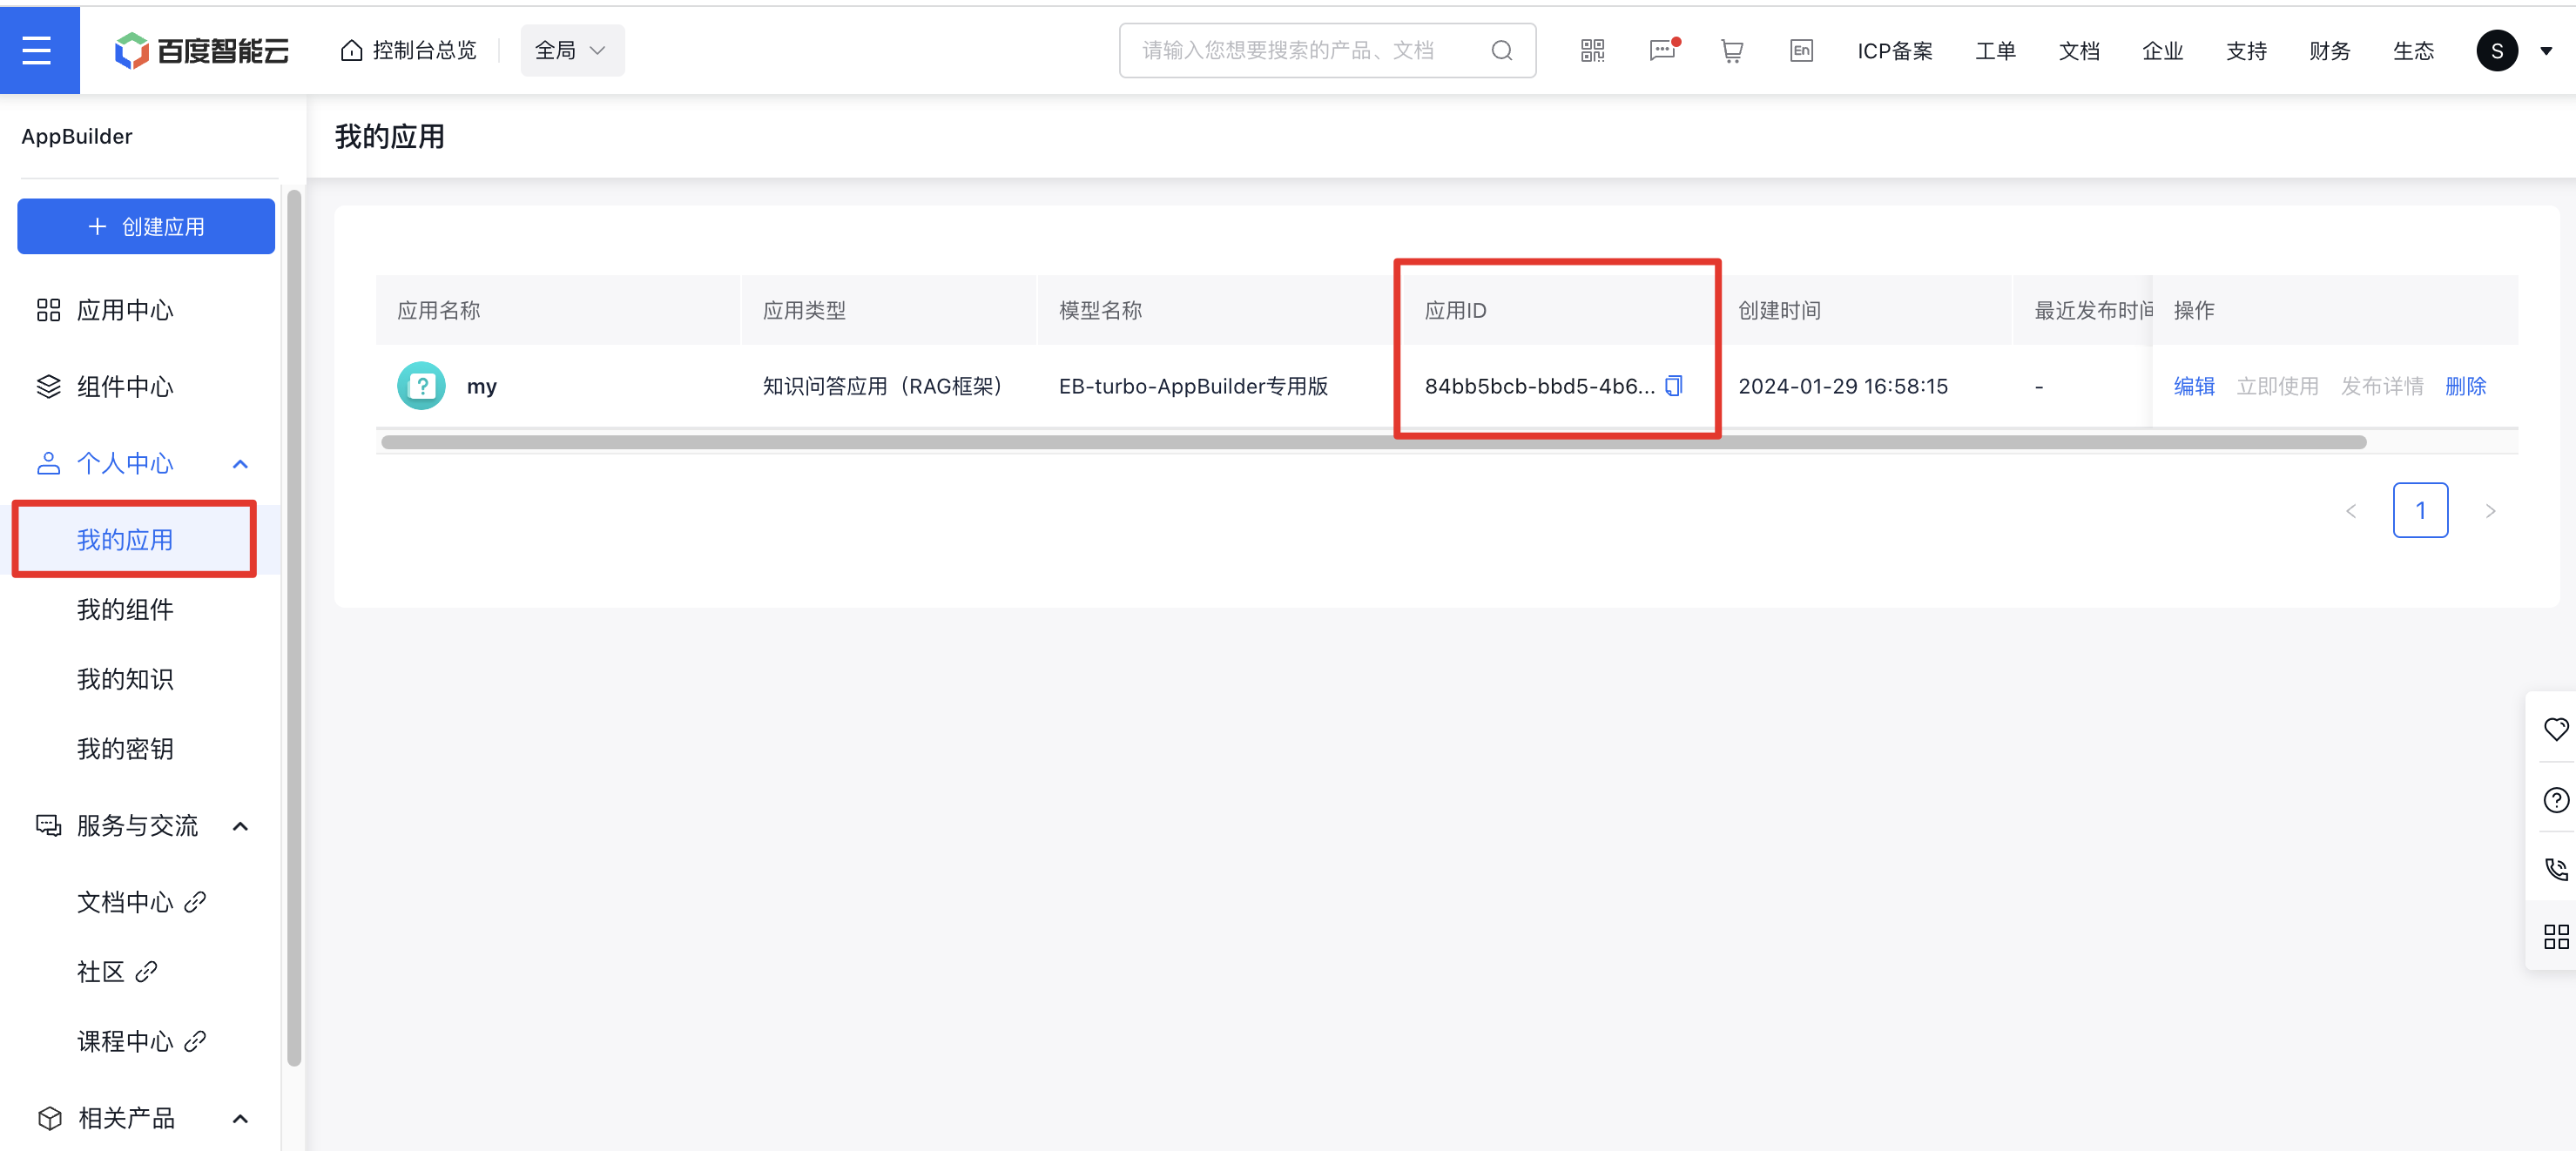 百度智能云
控制台总览
全局
请输入您想要搜索的产品、文档
En
ICP备案
工单
文档
企业
支持
财务
生态
S
AppBuilder
创建应用
应用中心
组件中心
个人中心
我的应用
我的组件
我的知识
我的密钥
服务与交流
文档中心
社区
课程中心
相关产品
我的应用
应用名称
应用类型
模型名称
应用ID
创建时间
最近发布时间
操作
my
知识问答应用（RAG框架）
EB-turbo-AppBuilder专用版
84bb5bcb-bbd5-4b6...
2024-01-29 16:58:15
-
编辑
立即使用
发布详情
删除
1